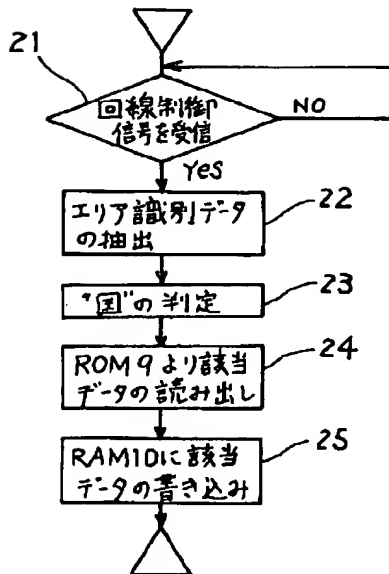 21
回線制御
信号を受信
NO
Yes
エリア識別データ
の抽出
22
"国"の判定
23
ROM9より該当
データの読み出し
24
RAM10に該当
データの書き込み
25